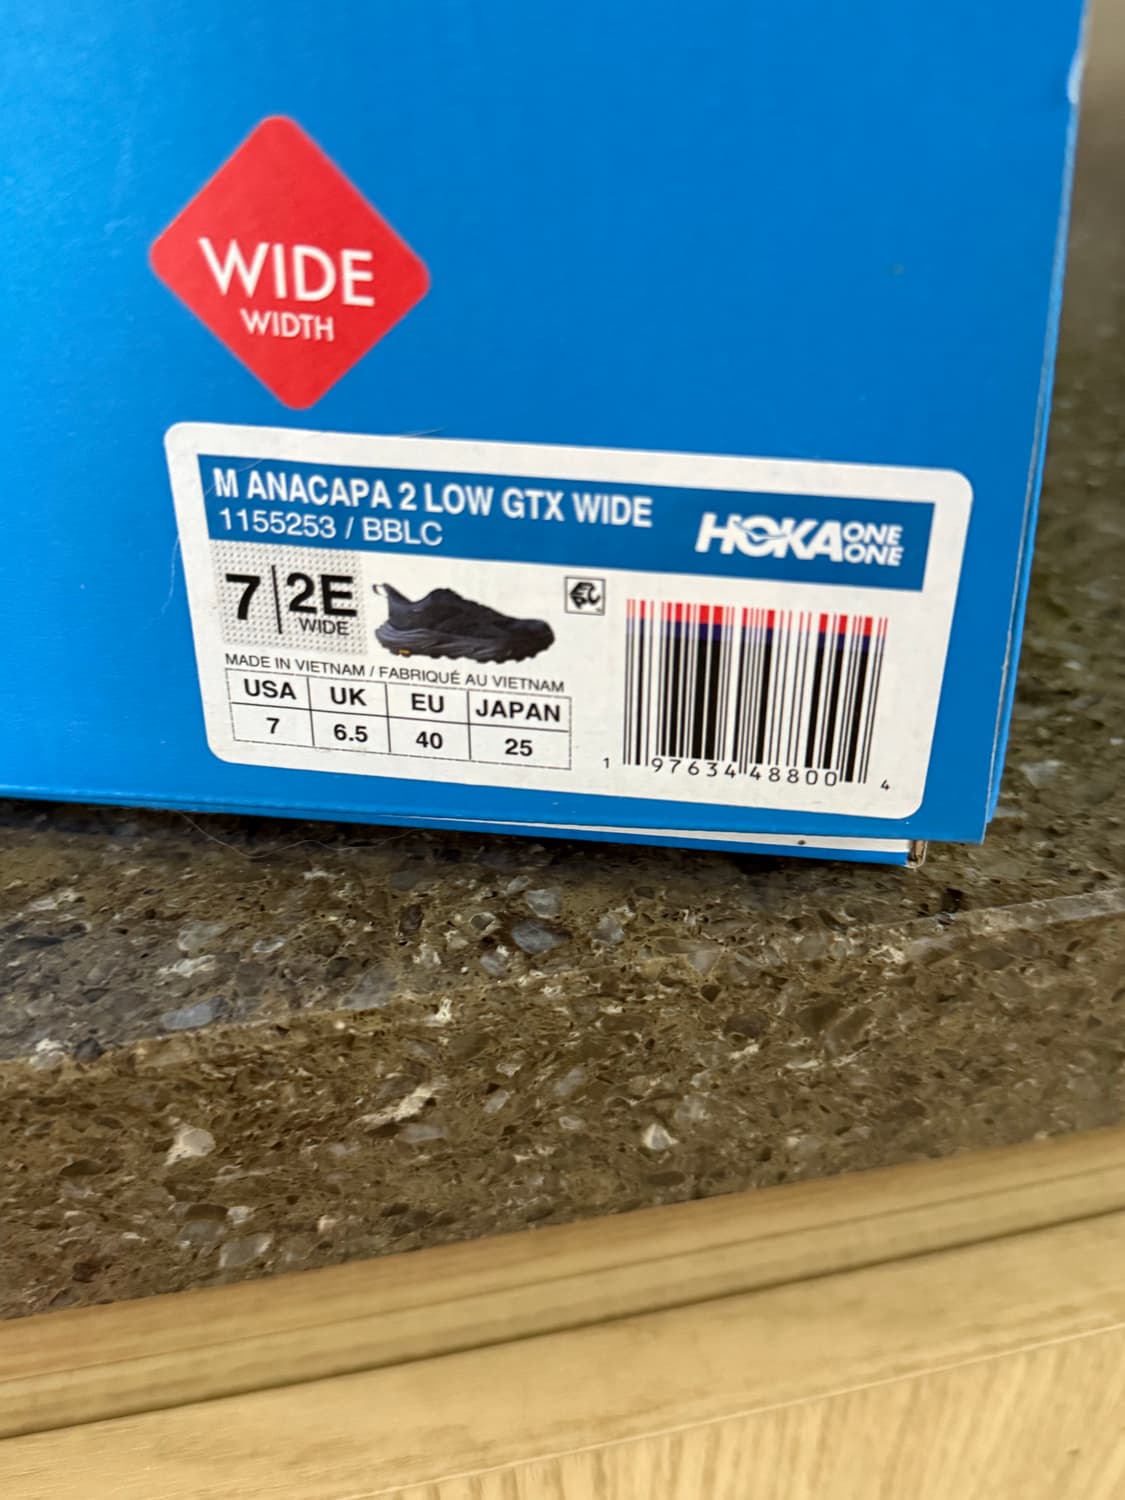 WIDE
WIDTH
M ANACAPA 2 LOW GTX WIDE
1155253 / BBLC
HOKA ONE ONE
7 | 2E
WIDE
MADE IN VIETNAM / FABRIQUÉ AU VIETNAM
USA UK EU JAPAN
7 6.5 40 25
1 97634 48800 4